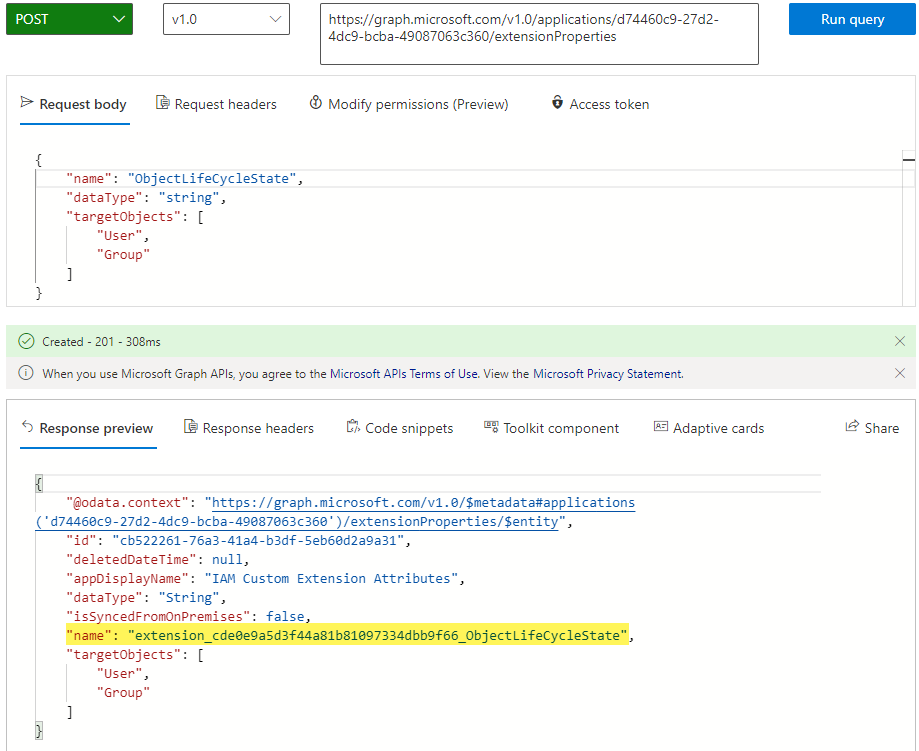 POST
v1.0
https://graph.microsoft.com/v1.0/applications/d74460c9-27d2-
4dc9-bcba-49087063c360/extensionProperties
Run query
Request body
Request headers
Modify permissions (Preview)
Access token
{
"name": "ObjectLifeCycleState",
"dataType": "string",
"targetObjects": [
"User",
"Group"
]
}
Created - 201 - 308ms
When you use Microsoft Graph APIs, you agree to the Microsoft APIs Terms of Use. View the Microsoft Privacy Statement.
Response preview
Response headers
Code snippets
Toolkit component
Adaptive cards
Share
{
"@odata.context": "https://graph.microsoft.com/v1.0/$metadata#applications
('d74460c9-27d2-4dc9-bcba-49087063c360')/extensionProperties/$entity",
"id": "cb522261-76a3-41a4-b3df-5eb60d2a9a31",
"deletedDateTime": null,
"appDisplayName": "IAM Custom Extension Attributes",
"dataType": "String",
"isSyncedFromOnPremises": false,
"name": "extension_cde0e9a5d3f44a81b81097334dbb9f66_ObjectLifeCycleState",
"targetObjects": [
"User",
"Group"
]
}